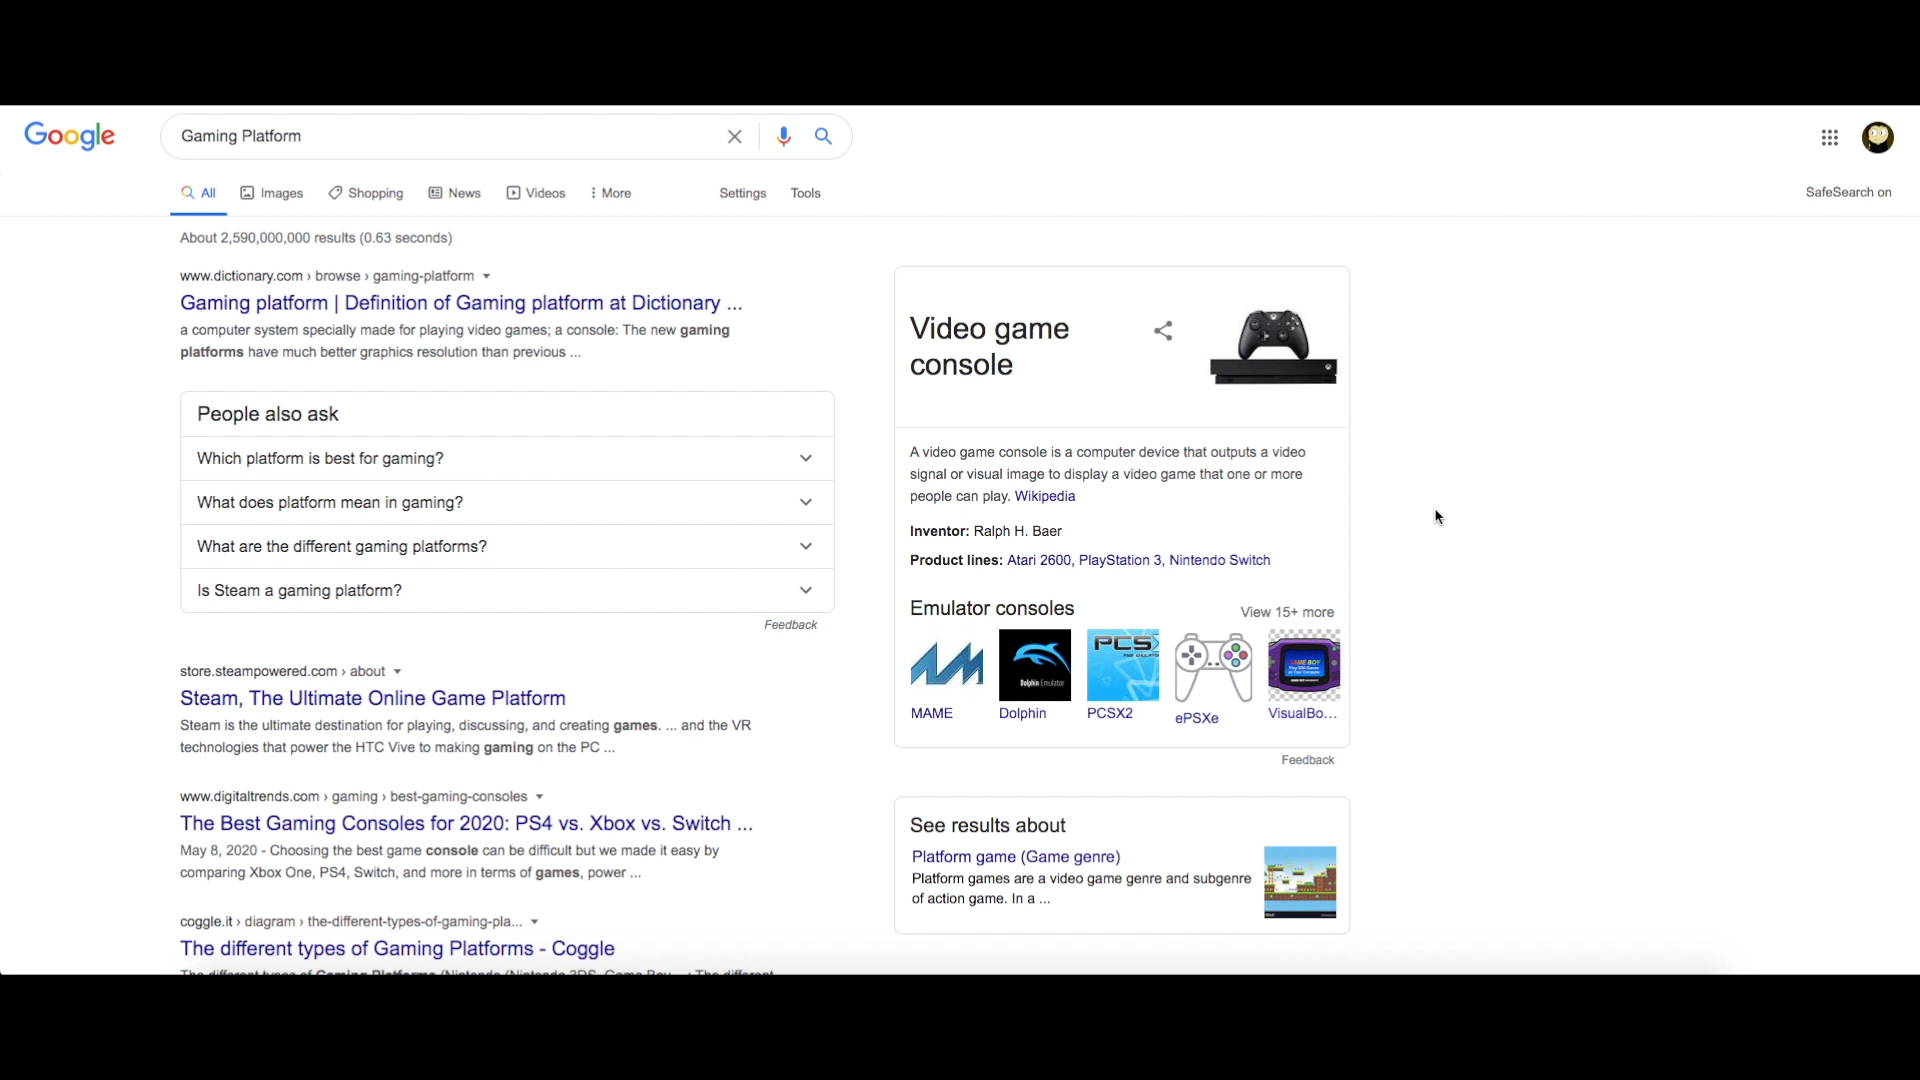 Google
Gaming Platform
All
Images
Shopping
News
Videos
More
Settings
Tools
SafeSearch on
About 2,590,000,000 results (0.63 seconds)
www.dictionary.com › browse › gaming-platform
Gaming platform | Definition of Gaming platform at Dictionary ...
a computer system specially made for playing video games; a console: The new gaming
platforms have much better graphics resolution than previous ...
People also ask
Which platform is best for gaming?
What does platform mean in gaming?
What are the different gaming platforms?
Is Steam a gaming platform?
Feedback
store.steampowered.com › about
Steam, The Ultimate Online Game Platform
Steam is the ultimate destination for playing, discussing, and creating games. ... and the VR
technologies that power the HTC Vive to making gaming on the PC ...
www.digitaltrends.com › gaming › best-gaming-consoles
The Best Gaming Consoles for 2020: PS4 vs. Xbox vs. Switch ...
May 8, 2020 - Choosing the best game console can be difficult but we made it easy by
comparing Xbox One, PS4, Switch, and more in terms of games, power ...
coggle.it › diagram › the-different-types-of-gaming-pla...
The different types of Gaming Platforms - Coggle
Video game
console
A video game console is a computer device that outputs a video
signal or visual image to display a video game that one or more
people can play. Wikipedia
Inventor: Ralph H. Baer
Product lines: Atari 2600, PlayStation 3, Nintendo Switch
Emulator consoles
View 15+ more
Dolphin Emulator
PCSX
GAME BOY
MAME
Dolphin
PCSX2
ePSXe
VisualBo...
Feedback
See results about
Platform game (Game genre)
Platform games are a video game genre and subgenre
of action game. In a ...